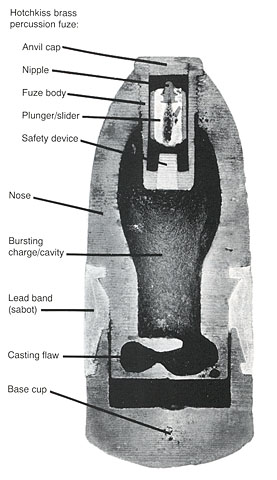 Hotchkiss brass
percussion fuze:
Anvil cap
Nipple
Fuze body
Plunger/slider
Safety device
Nose
Bursting
charge/cavity
Lead band
(sabot)
Casting flaw
Base cup